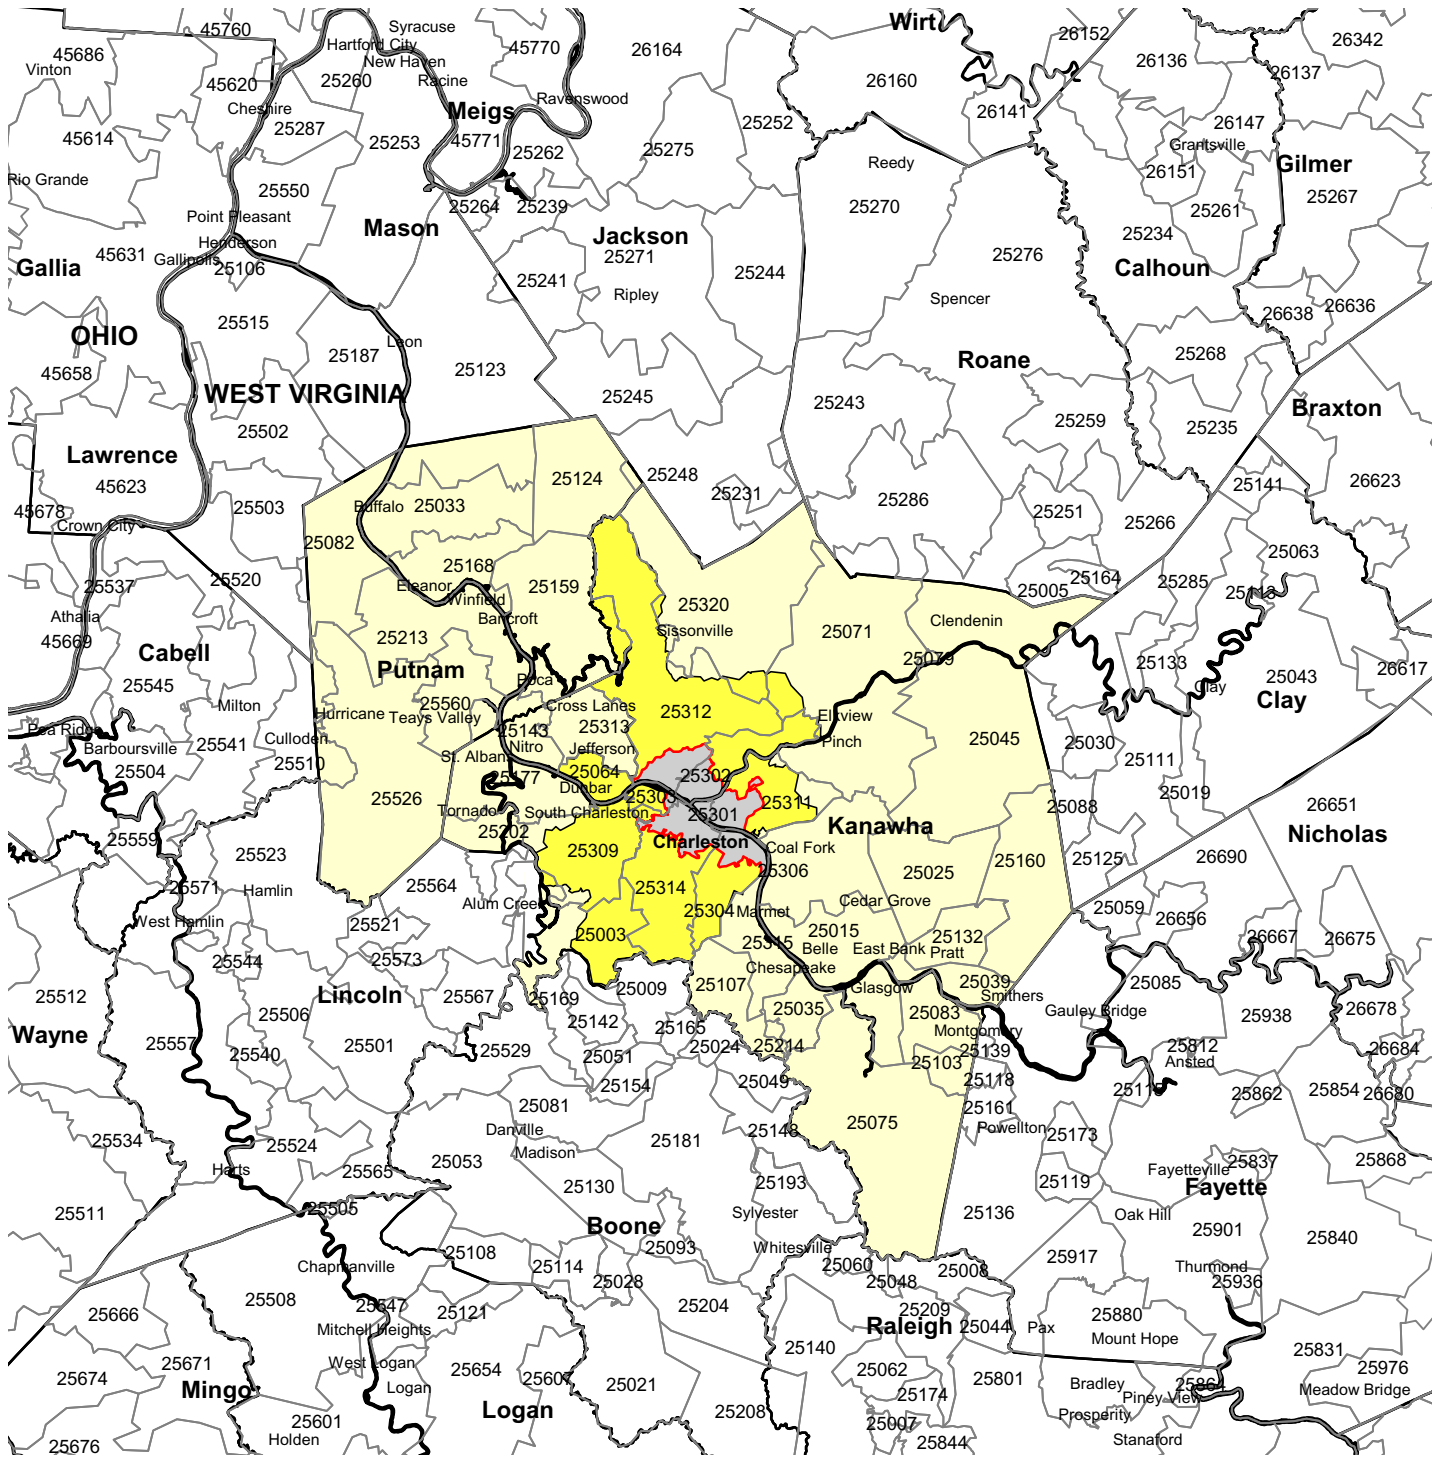 Syracuse
Wirt
45760
Hartford City
26152
26342
45686
New Haven
45770
26164
26136
Vinton
Racine
26160
26137
45620
25260
Ravenswood
Cheshire
Meigs
26141
26147
25287
25252
45614
25253
45771
25262
25275
Grantsville
Reedy
Gilmer
26151
Rio Grande
25550
25267
25264
25239
25270
25261
Point Pleasant
Mason
Jackson
25234
Henderson
45631
25271
25276
Gallipolis
Gallia
25106
25244
Calhoun
25241
Ripley
Spencer
26636
26638
25515
OHIO
Leon
25187
25268
Roane
45658
25123
WEST VIRGINIA
25245
25243
Braxton
25259
25502
25235
Lawrence
25248
25124
45623
26623
25141
25231
25286
25033
25503
Buffalo
45678
25251
Crown City
25266
25082
25063
25168
25164
25520
25285
25537
Eleanor
25159
25005
25113
Winfield
25320
Athalia
Bancroft
Clendenin
Sissonville
25213
25071
45669
Cabell
25079
25133
26617
Putnam
25043
Poca
25545
Clay
Clay
25560
Milton
Cross Lanes
Hurricane
Teays Valley
25312
Elkview
25313
Pea Ridge
25143
Culloden
Pinch
25045
25541
25030
Barboursville
Nitro
Jefferson
St. Albans
25111
25510
25504
25064
25302
25177
Dunbar
25019
25526
25303
25311
25088
26651
Tornado
South Charleston
25301
Kanawha
Nicholas
25202
25559
Charleston
Coal Fork
25309
25523
26690
25160
25125
25306
25025
25571
Hamlin
25564
25314
Cedar Grove
Alum Creek
25304
Marmet
25059
26656
West Hamlin
25521
25015
25003
25132
26667
26675
25315
Belle
East Bank
Pratt
25544
25573
Chesapeake
25107
25039
25085
25009
Glasgow
Lincoln
25567
25512
25169
Smithers
25035
25083
Gauley Bridge
26678
25506
25142
25938
Wayne
25165
Montgomery
25557
25501
25024
25214
25812
26684
25529
25051
25139
25540
25103
Ansted
25118
25154
25049
25115
25862
25854
26680
25081
25161
25075
Danville
25148
Powellton
25173
25534
25181
25524
Madison
25053
25868
Harts
Fayetteville
25837
25565
25119
25193
Fayette
25130
25505
25511
Sylvester
Oak Hill
25136
Boone
25901
25840
25093
Whitesville
25108
25917
25060
Chapmanville
25114
Thurmond
25008
25028
25048
25936
25508
25647
25204
25209
25666
25121
25880
Mitchell Heights
Raleigh
25044
Pax
Mount Hope
25140
25831
25671
West Logan
25654
25062
25976
25674
25607
25801
25021
25864
Mingo
Logan
Bradley
Meadow Bridge
25174
Piney View
Logan
25208
Prosperity
25601
25007
Holden
25676
25844
Stanaford